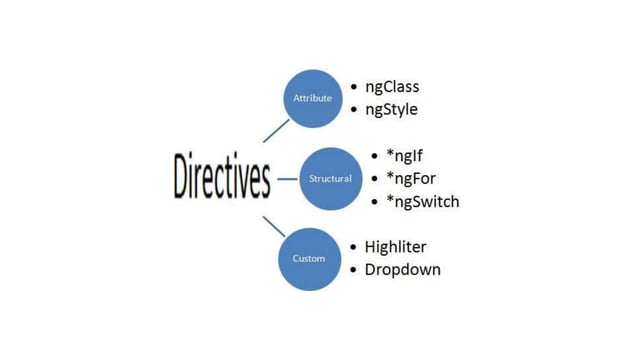 Directives
Attribute
• ngClass
• ngStyle
Structural
• *ngIf
• *ngFor
• *ngSwitch
Custom
• Highliter
• Dropdown